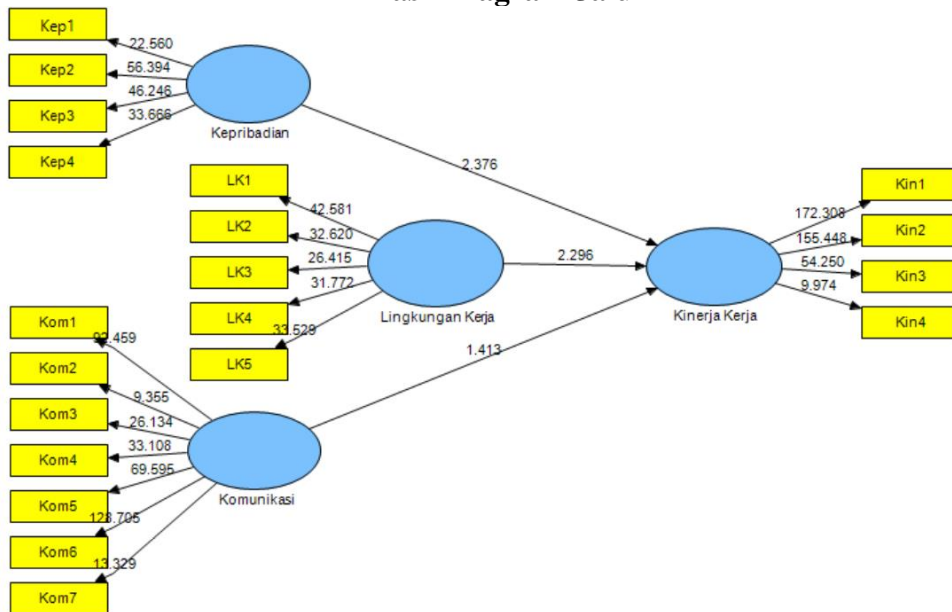 Kep1
22.560
Kep2
56.394
Kep3
46.246
33.666
Kep4
Kepribadian
2.376
LK1
42.581
LK2
32.620
LK3
26.415
LK4
31.772
LK5
33.529
Lingkungan Kerja
2.296
Kin1
172.308
Kin2
155.448
Kin3
54.250
9.974
Kin4
Kinerja Kerja
1.413
Kom1
92.459
Kom2
9.355
Kom3
26.134
Kom4
33.108
Kom5
69.595
Kom6
128.705
Kom7
13.329
Komunikasi